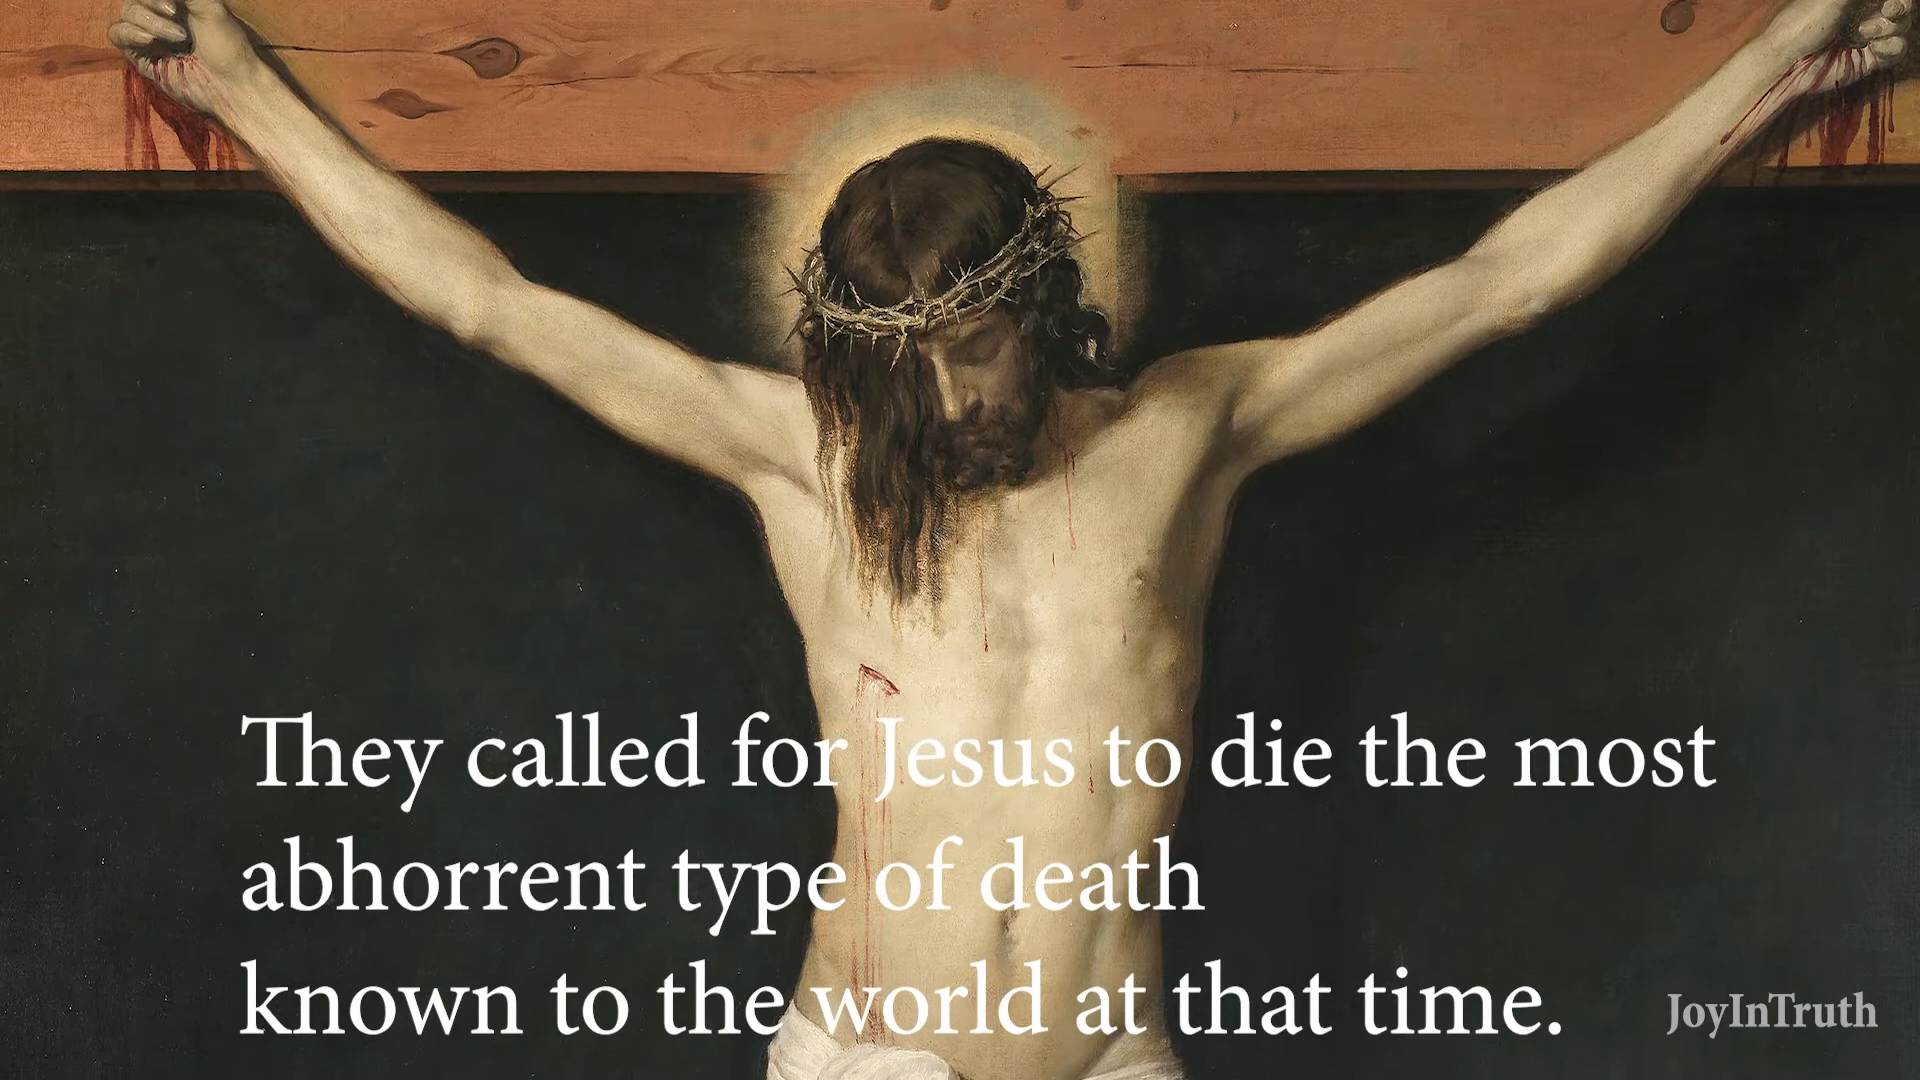 They called for Jesus to die the most
abhorrent type of death
known to the world at that time.
JoyInTruth